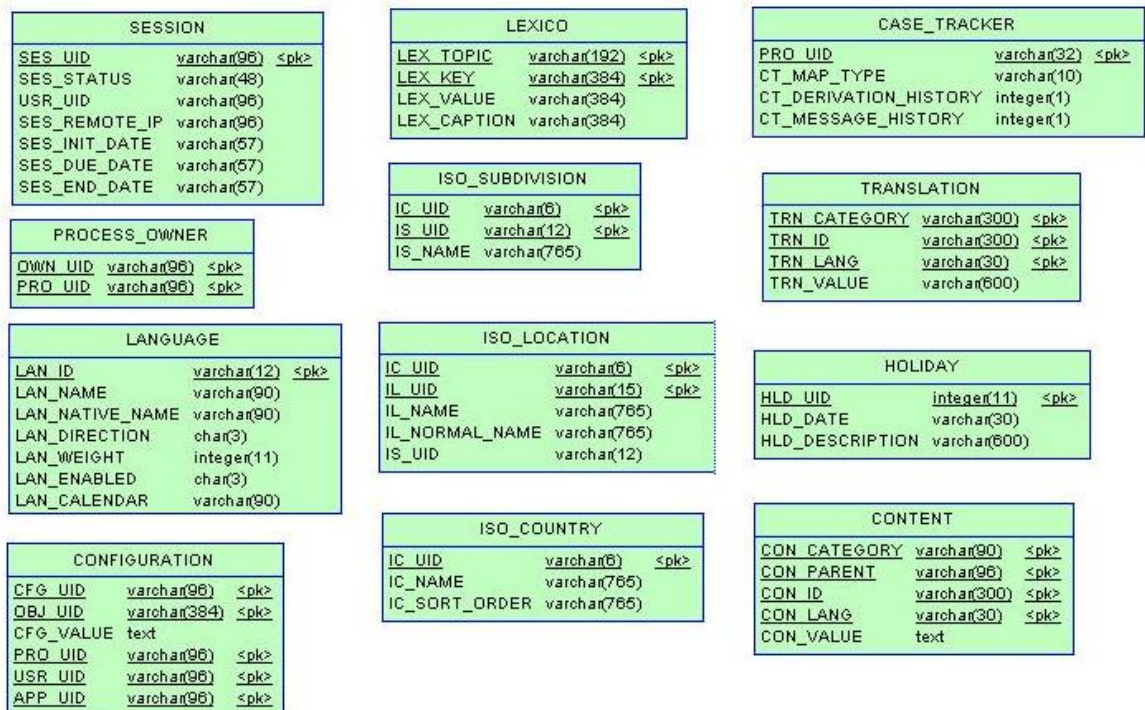 SESSION
SES_UID varchar(96) <pk>
SES_STATUS varchar(48)
USR_UID varchar(96)
SES_REMOTE_IP varchar(96)
SES_INIT_DATE varchar(57)
SES_DUE_DATE varchar(57)
SES_END_DATE varchar(57)
PROCESS_OWNER
OWN_UID varchar(96) <pk>
PRO_UID varchar(96) <pk>
LANGUAGE
LAN_ID varchar(12) <pk>
LAN_NAME varchar(90)
LAN_NATIVE_NAME varchar(90)
LAN_DIRECTION char(3)
LAN_WEIGHT integer(11)
LAN_ENABLED char(3)
LAN_CALENDAR varchar(90)
CONFIGURATION
CFG_UID varchar(96) <pk>
OBJ_UID varchar(384) <pk>
CFG_VALUE text
PRO_UID varchar(96) <pk>
USR_UID varchar(96) <pk>
APP_UID varchar(96) <pk>
LEXICO
LEX_TOPIC varchar(192) <pk>
LEX_KEY varchar(384) <pk>
LEX_VALUE varchar(384)
LEX_CAPTION varchar(384)
ISO_SUBDIVISION
IC_UID varchar(6) <pk>
IS_UID varchar(12) <pk>
IS_NAME varchar(765)
ISO_LOCATION
IC_UID varchar(6) <pk>
IL_UID varchar(15) <pk>
IL_NAME varchar(765)
IL_NORMAL_NAME varchar(765)
IS_UID varchar(12)
ISO_COUNTRY
IC_UID varchar(6) <pk>
IC_NAME varchar(765)
IC_SORT_ORDER varchar(765)
CASE_TRACKER
PRO_UID varchar(32) <pk>
CT_MAP_TYPE varchar(10)
CT_DERIVATION_HISTORY integer(1)
CT_MESSAGE_HISTORY integer(1)
TRANSLATION
TRN_CATEGORY varchar(300) <pk>
TRN_ID varchar(300) <pk>
TRN_LANG varchar(30) <pk>
TRN_VALUE varchar(600)
HOLIDAY
HLD_UID integer(11) <pk>
HLD_DATE varchar(30)
HLD_DESCRIPTION varchar(600)
CONTENT
CON_CATEGORY varchar(90) <pk>
CON_PARENT varchar(96) <pk>
CON_ID varchar(300) <pk>
CON_LANG varchar(30) <pk>
CON_VALUE text